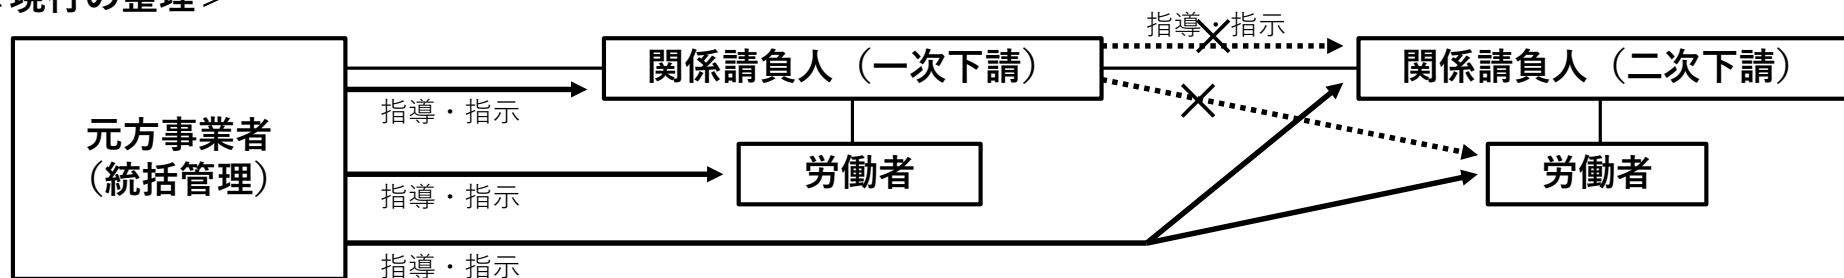 現行の整理＞
指導・指示
関係請負人（一次下請）
関係請負人（二次下請）
指導・指示
元方事業者
（統括管理）
労働者
労働者
指導・指示
指導・指示